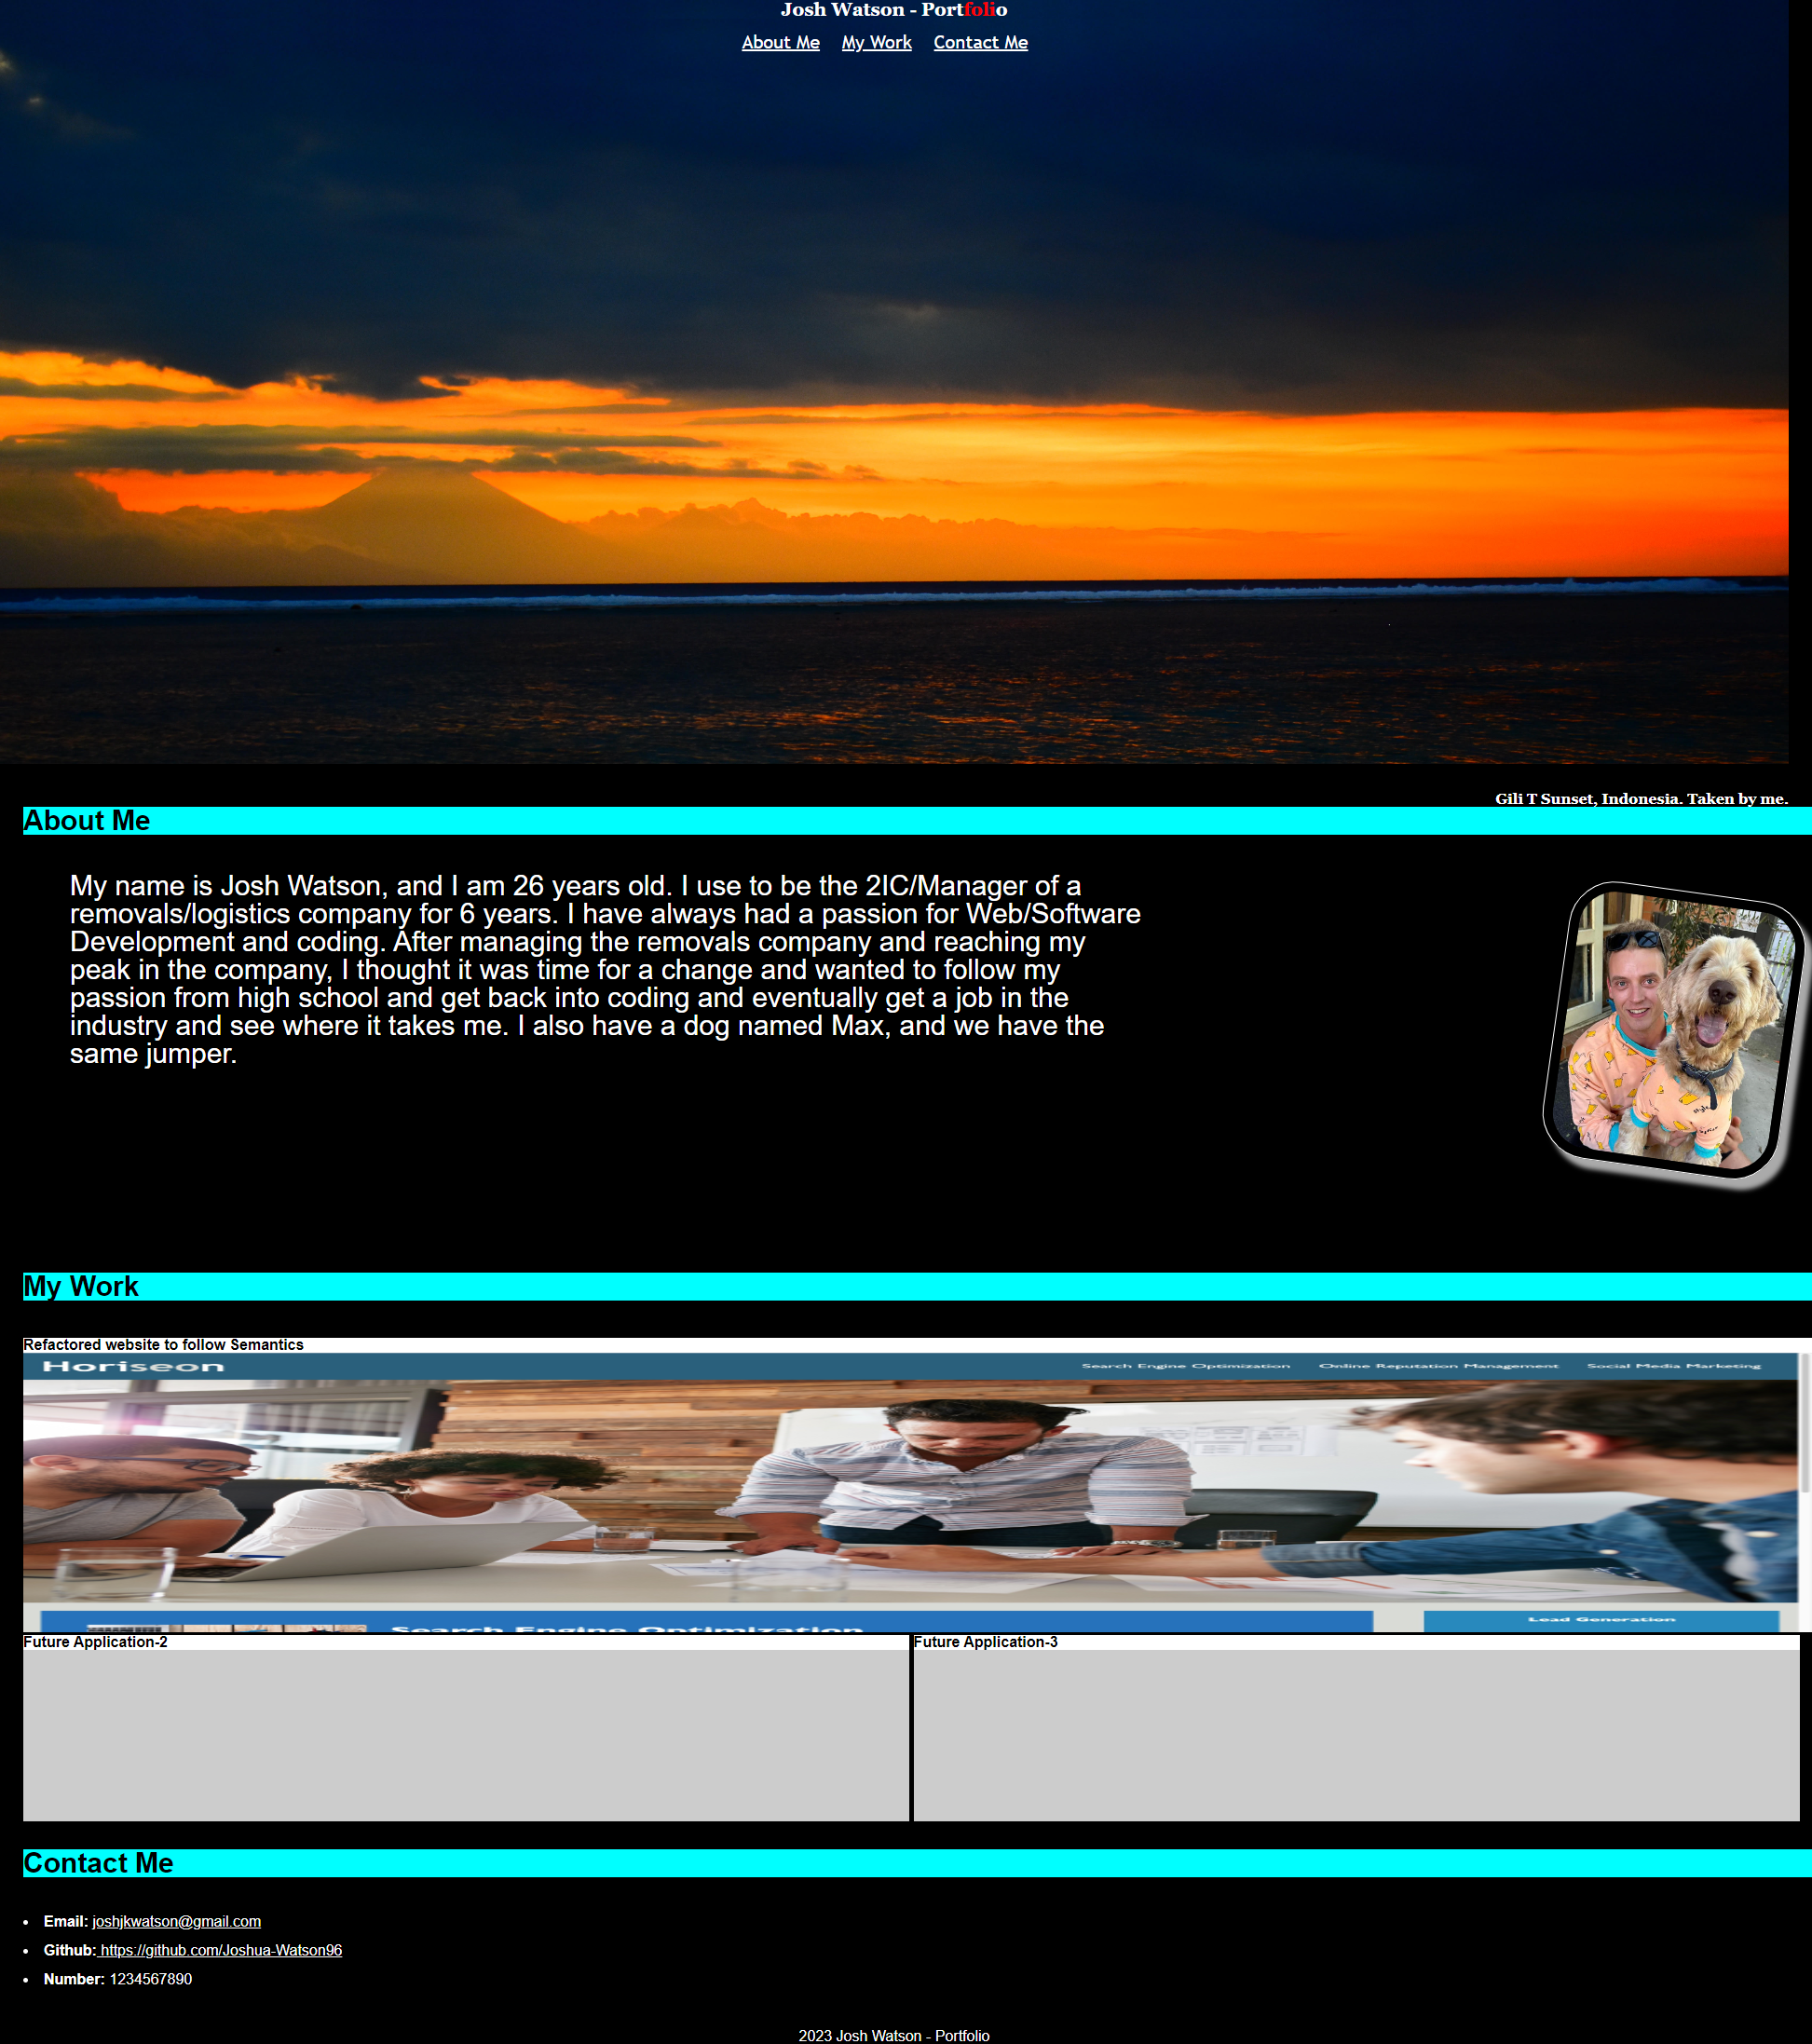 Josh Watson - Portfolio
About Me My Work Contact Me
Gili T Sunset, Indonesia. Taken by me.
About Me
My name is Josh Watson, and I am 26 years old. I use to be the 2IC/Manager of a
removals/logistics company for 6 years. I have always had a passion for Web/Software
Development and coding. After managing the removals company and reaching my
peak in the company, I thought it was time for a change and wanted to follow my
passion from high school and get back into coding and eventually get a job in the
industry and see where it takes me. I also have a dog named Max, and we have the
same jumper.
My Work
Refactored website to follow Semantics
Horiseon Search Engine Optimization Online Reputation Management Social Media Marketing
Search Engine Optimization Lead Generation
Future Application-2 Future Application-3
Contact Me
Email: joshjkwatson@gmail.com
Github: https://github.com/Joshua-Watson96
Number: 1234567890
2023 Josh Watson - Portfolio